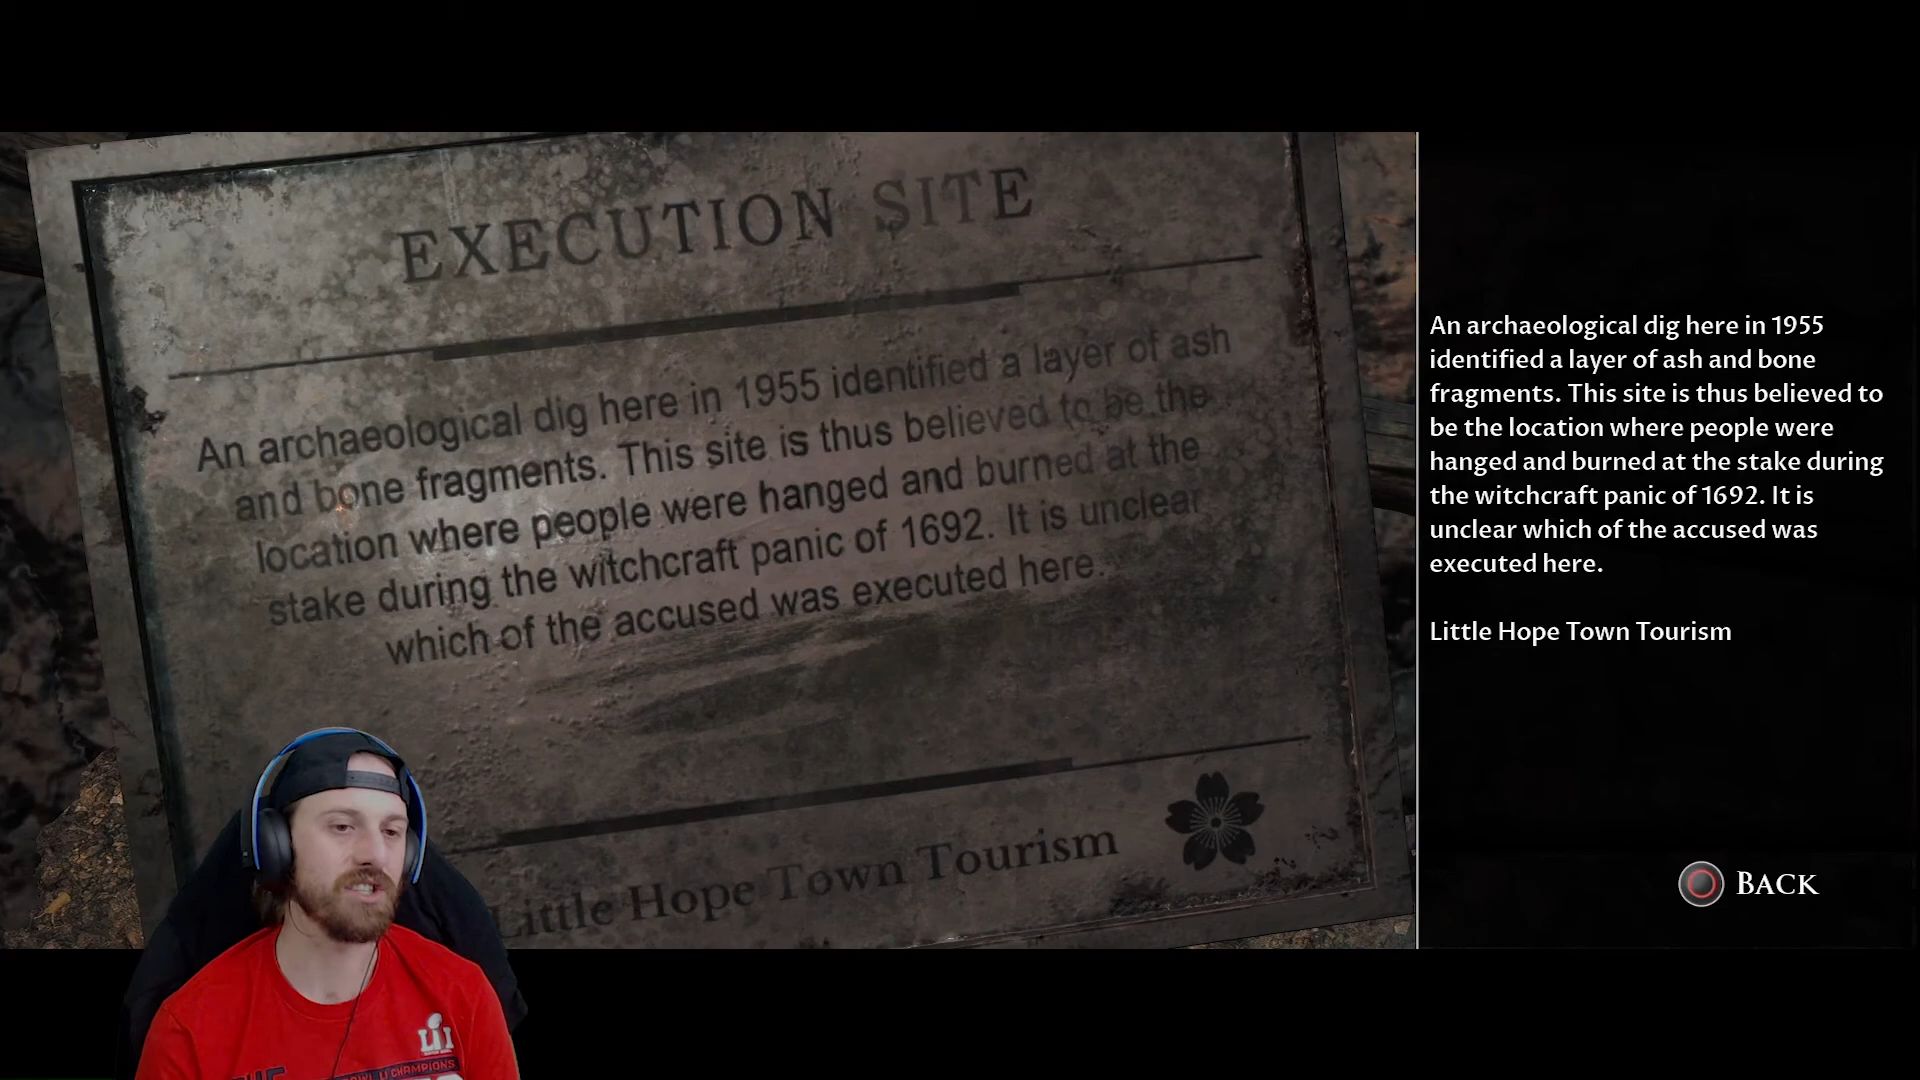 EXECUTION SITE
An archaeological dig here in 1955 identified a layer of ash
and bone fragments. This site is thus believed to be the
location where people were hanged and burned at the
stake during the witchcraft panic of 1692. It is unclear
which of the accused was executed here.
Little Hope Town Tourism
An archaeological dig here in 1955
identified a layer of ash and bone
fragments. This site is thus believed to
be the location where people were
hanged and burned at the stake during
the witchcraft panic of 1692. It is
unclear which of the accused was
executed here.
Little Hope Town Tourism
BACK
LI
CHAMPIONS